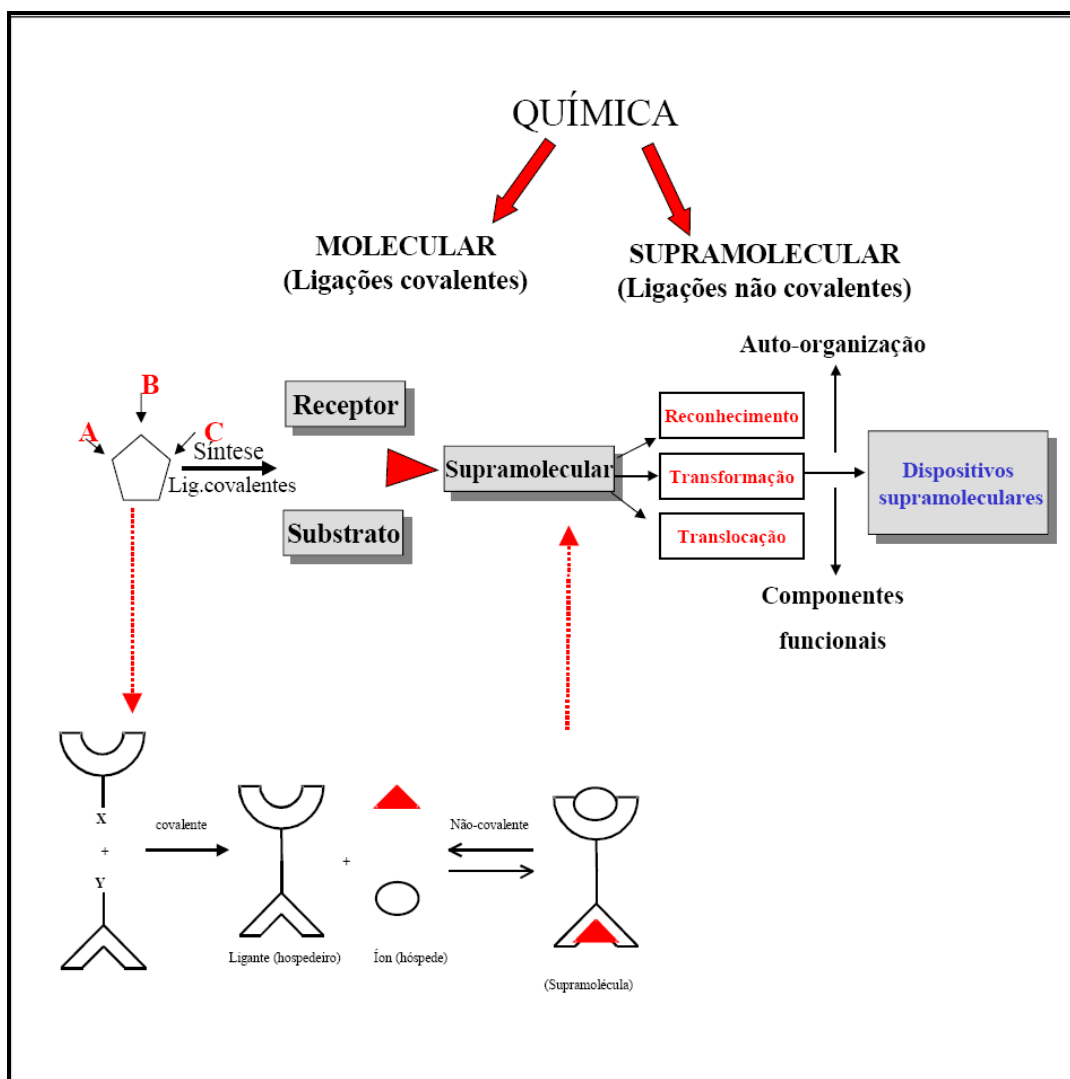 QUÍMICA
MOLECULAR
(Ligações covalentes)
SUPRAMOLECULAR
(Ligações não covalentes)
Auto-organização
A
B
C
Síntese
Lig.covalentes
Receptor
Substrato
Supramolecular
Reconhecimento
Transformação
Translocação
Dispositivos
supramoleculares
Componentes
funcionais
X
+
Y
covalente
+
Não-covalente
Ligante (hospedeiro)
Íon (hóspede)
(Supramolécula)